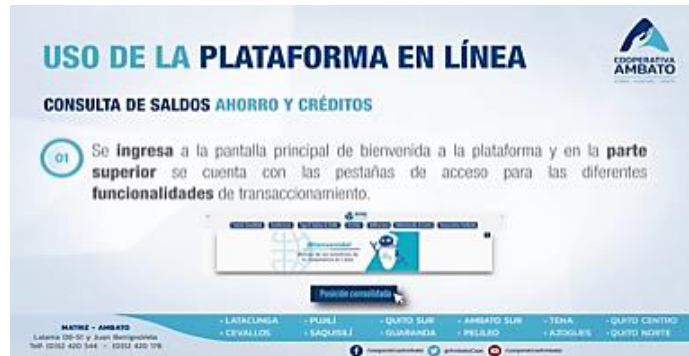 USO DE LA PLATAFORMA EN LÍNEA
COOPERATIVA
AMBATO
CONSULTA DE SALDOS AHORRO Y CRÉDITOS
01
Se ingresa a la pantalla principal de bienvenida a la plataforma y en la parte
superior se cuenta con las pestañas de acceso para las diferentes
funcionalidades de transaccionamiento.
¡Bienvenido!
Posición consolidada
MATRIZ - AMBATO
• LATACUNGA • PUJILÍ • QUITO SUR • AMBATO SUR • TENA • QUITO CENTRO
• CEVALLOS • SAQUISILÍ • GUARANDA • PELILEO • AZOGUES • QUITO NORTE